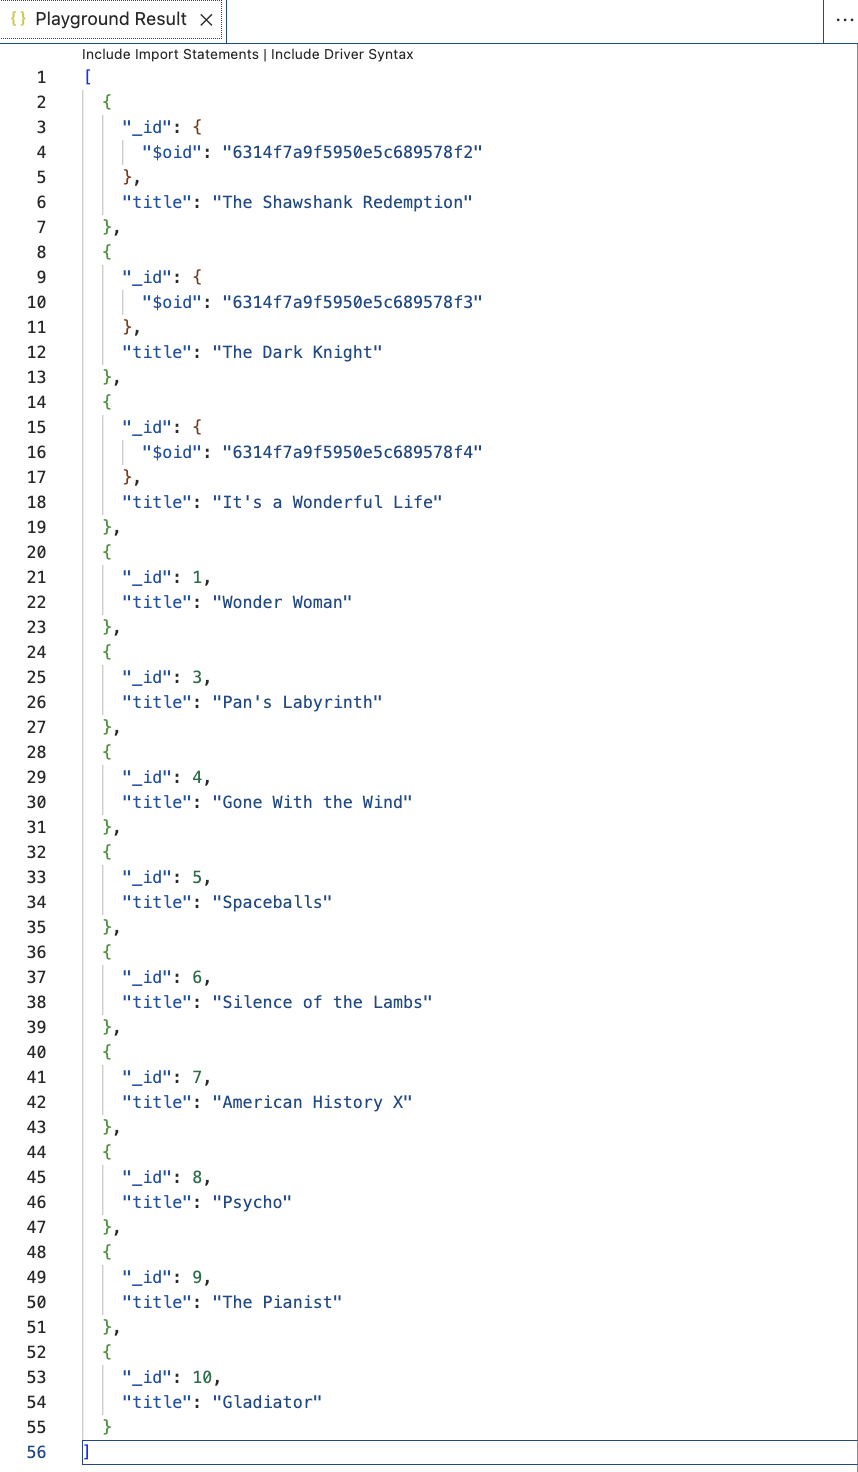 {} Playground Result ×
...
Include Import Statements | Include Driver Syntax
1 [
2 {
3 "_id": {
4 "$oid": "6314f7a9f5950e5c689578f2"
5 },
6 "title": "The Shawshank Redemption"
7 },
8 {
9 "_id": {
10 "$oid": "6314f7a9f5950e5c689578f3"
11 },
12 "title": "The Dark Knight"
13 },
14 {
15 "_id": {
16 "$oid": "6314f7a9f5950e5c689578f4"
17 },
18 "title": "It's a Wonderful Life"
19 },
20 {
21 "_id": 1,
22 "title": "Wonder Woman"
23 },
24 {
25 "_id": 3,
26 "title": "Pan's Labyrinth"
27 },
28 {
29 "_id": 4,
30 "title": "Gone With the Wind"
31 },
32 {
33 "_id": 5,
34 "title": "Spaceballs"
35 },
36 {
37 "_id": 6,
38 "title": "Silence of the Lambs"
39 },
40 {
41 "_id": 7,
42 "title": "American History X"
43 },
44 {
45 "_id": 8,
46 "title": "Psycho"
47 },
48 {
49 "_id": 9,
50 "title": "The Pianist"
51 },
52 {
53 "_id": 10,
54 "title": "Gladiator"
55 }
56 ]